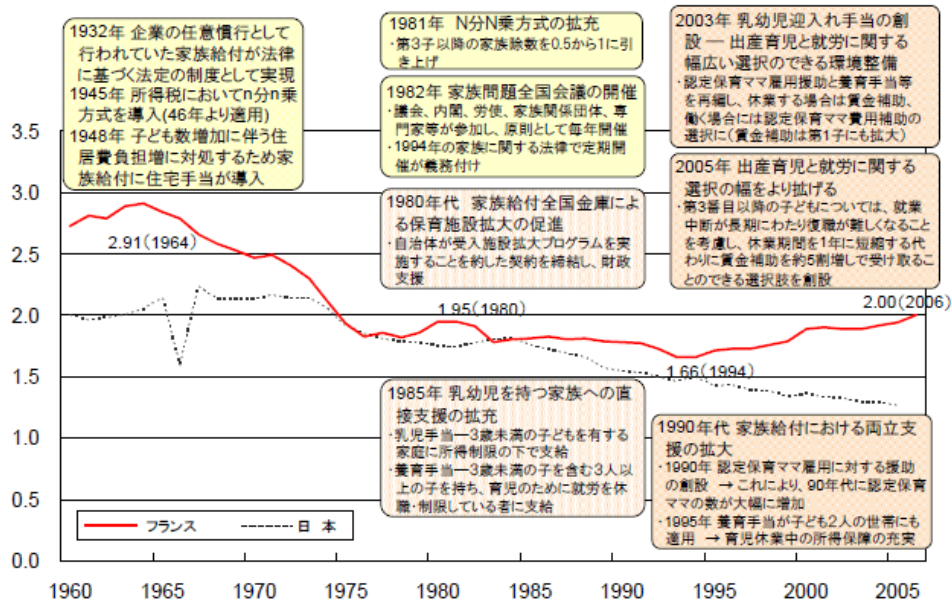 1932年 企業の任意慣行として
行われていた家族給付が法律
に基づく法定の制度として実現
1945年 所得税においてn分n乗
方式を導入(46年より適用)
1948年 子ども数増加に伴う住
居費負担増に対処するため家
族給付に住宅手当が導入
1981年 N分N乗方式の拡充
・第3子以降の家族除数を0.5から1に引
き上げ
1982年 家族問題全国会議の開催
・議会、内閣、労使、家族関係団体、専
門家等が参加し、原則として毎年開催
・1994年の家族に関する法律で定期開
催が義務付け
1980年代 家族給付全国金庫によ
る保育施設拡大の促進
・自治体が受入施設拡大プログラムを実
施することを約した契約を締結し、財政
支援
2003年 乳幼児迎入れ手当の創
設 ― 出産育児と就労に関する
幅広い選択のできる環境整備
・認定保育ママ雇用援助と養育手当等
を再編し、休業する場合は賃金補助、
働く場合には認定保育ママ費用補助の
選択に(賃金補助は第1子にも拡大)
2005年 出産育児と就労に関する
選択の幅をより拡げる
・第3番目以降の子どもについては、就業
中断が長期にわたり復職が難しくなること
を考慮し、休業期間を1年に短縮する代
わりに賃金補助を約5割増しで受け取るこ
とのできる選択肢を創設
3.5
3.0
2.5
2.0
1.5
1.0
0.5
0.0
2.91(1964)
1.95(1980)
1.66(1994)
2.00(2006)
1985年 乳幼児を持つ家族への直
接支援の拡充
・乳児手当―3歳未満の子どもを有する
家庭に所得制限の下で支給
・養育手当―3歳未満の子を含む3人以
上の子を持ち、育児のために就労を休
職・制限している者に支給
1990年代 家族給付における両立支
援の拡大
・1990年 認定保育ママ雇用に対する援助
の創設 → これにより、90年代に認定保育
ママの数が大幅に増加
・1995年 養育手当が子ども2人の世帯にも
適用 → 育児休業中の所得保障の充実
フランス 日 本
1960 1965 1970 1975 1980 1985 1990 1995 2000 2005